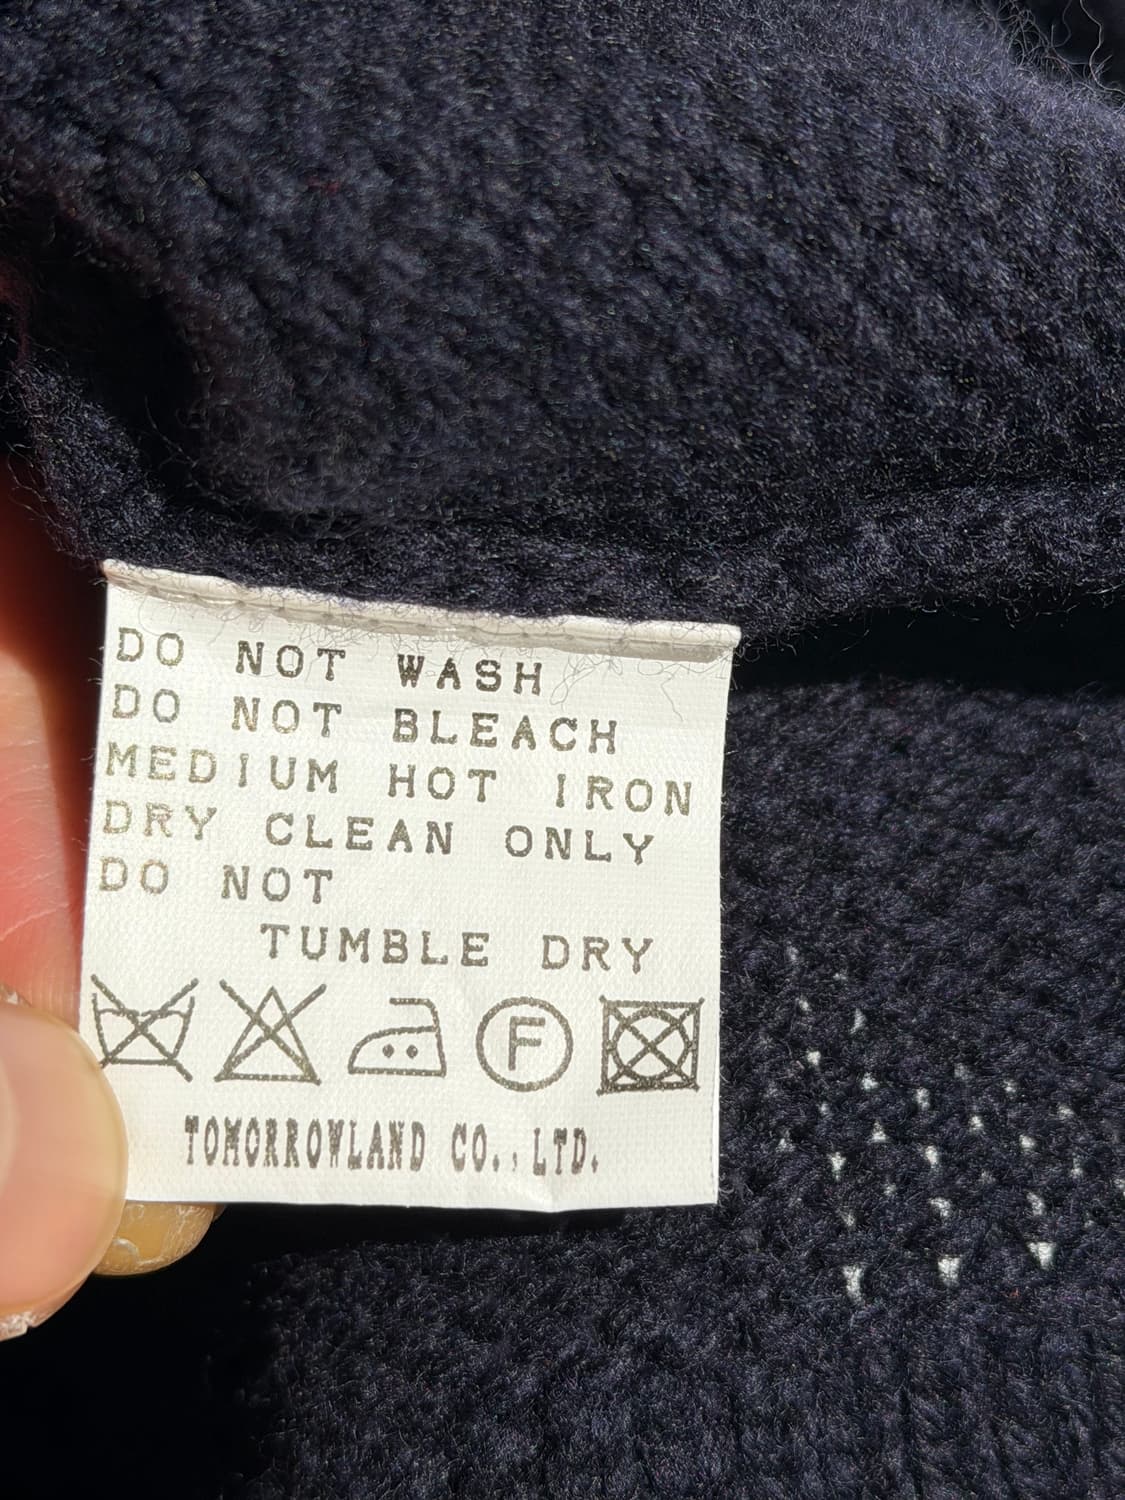 DO NOT WASH
DO NOT BLEACH
MEDIUM HOT IRON
DRY CLEAN ONLY
DO NOT
TUMBLE DRY
F
TOMORROWLAND CO., LTD.